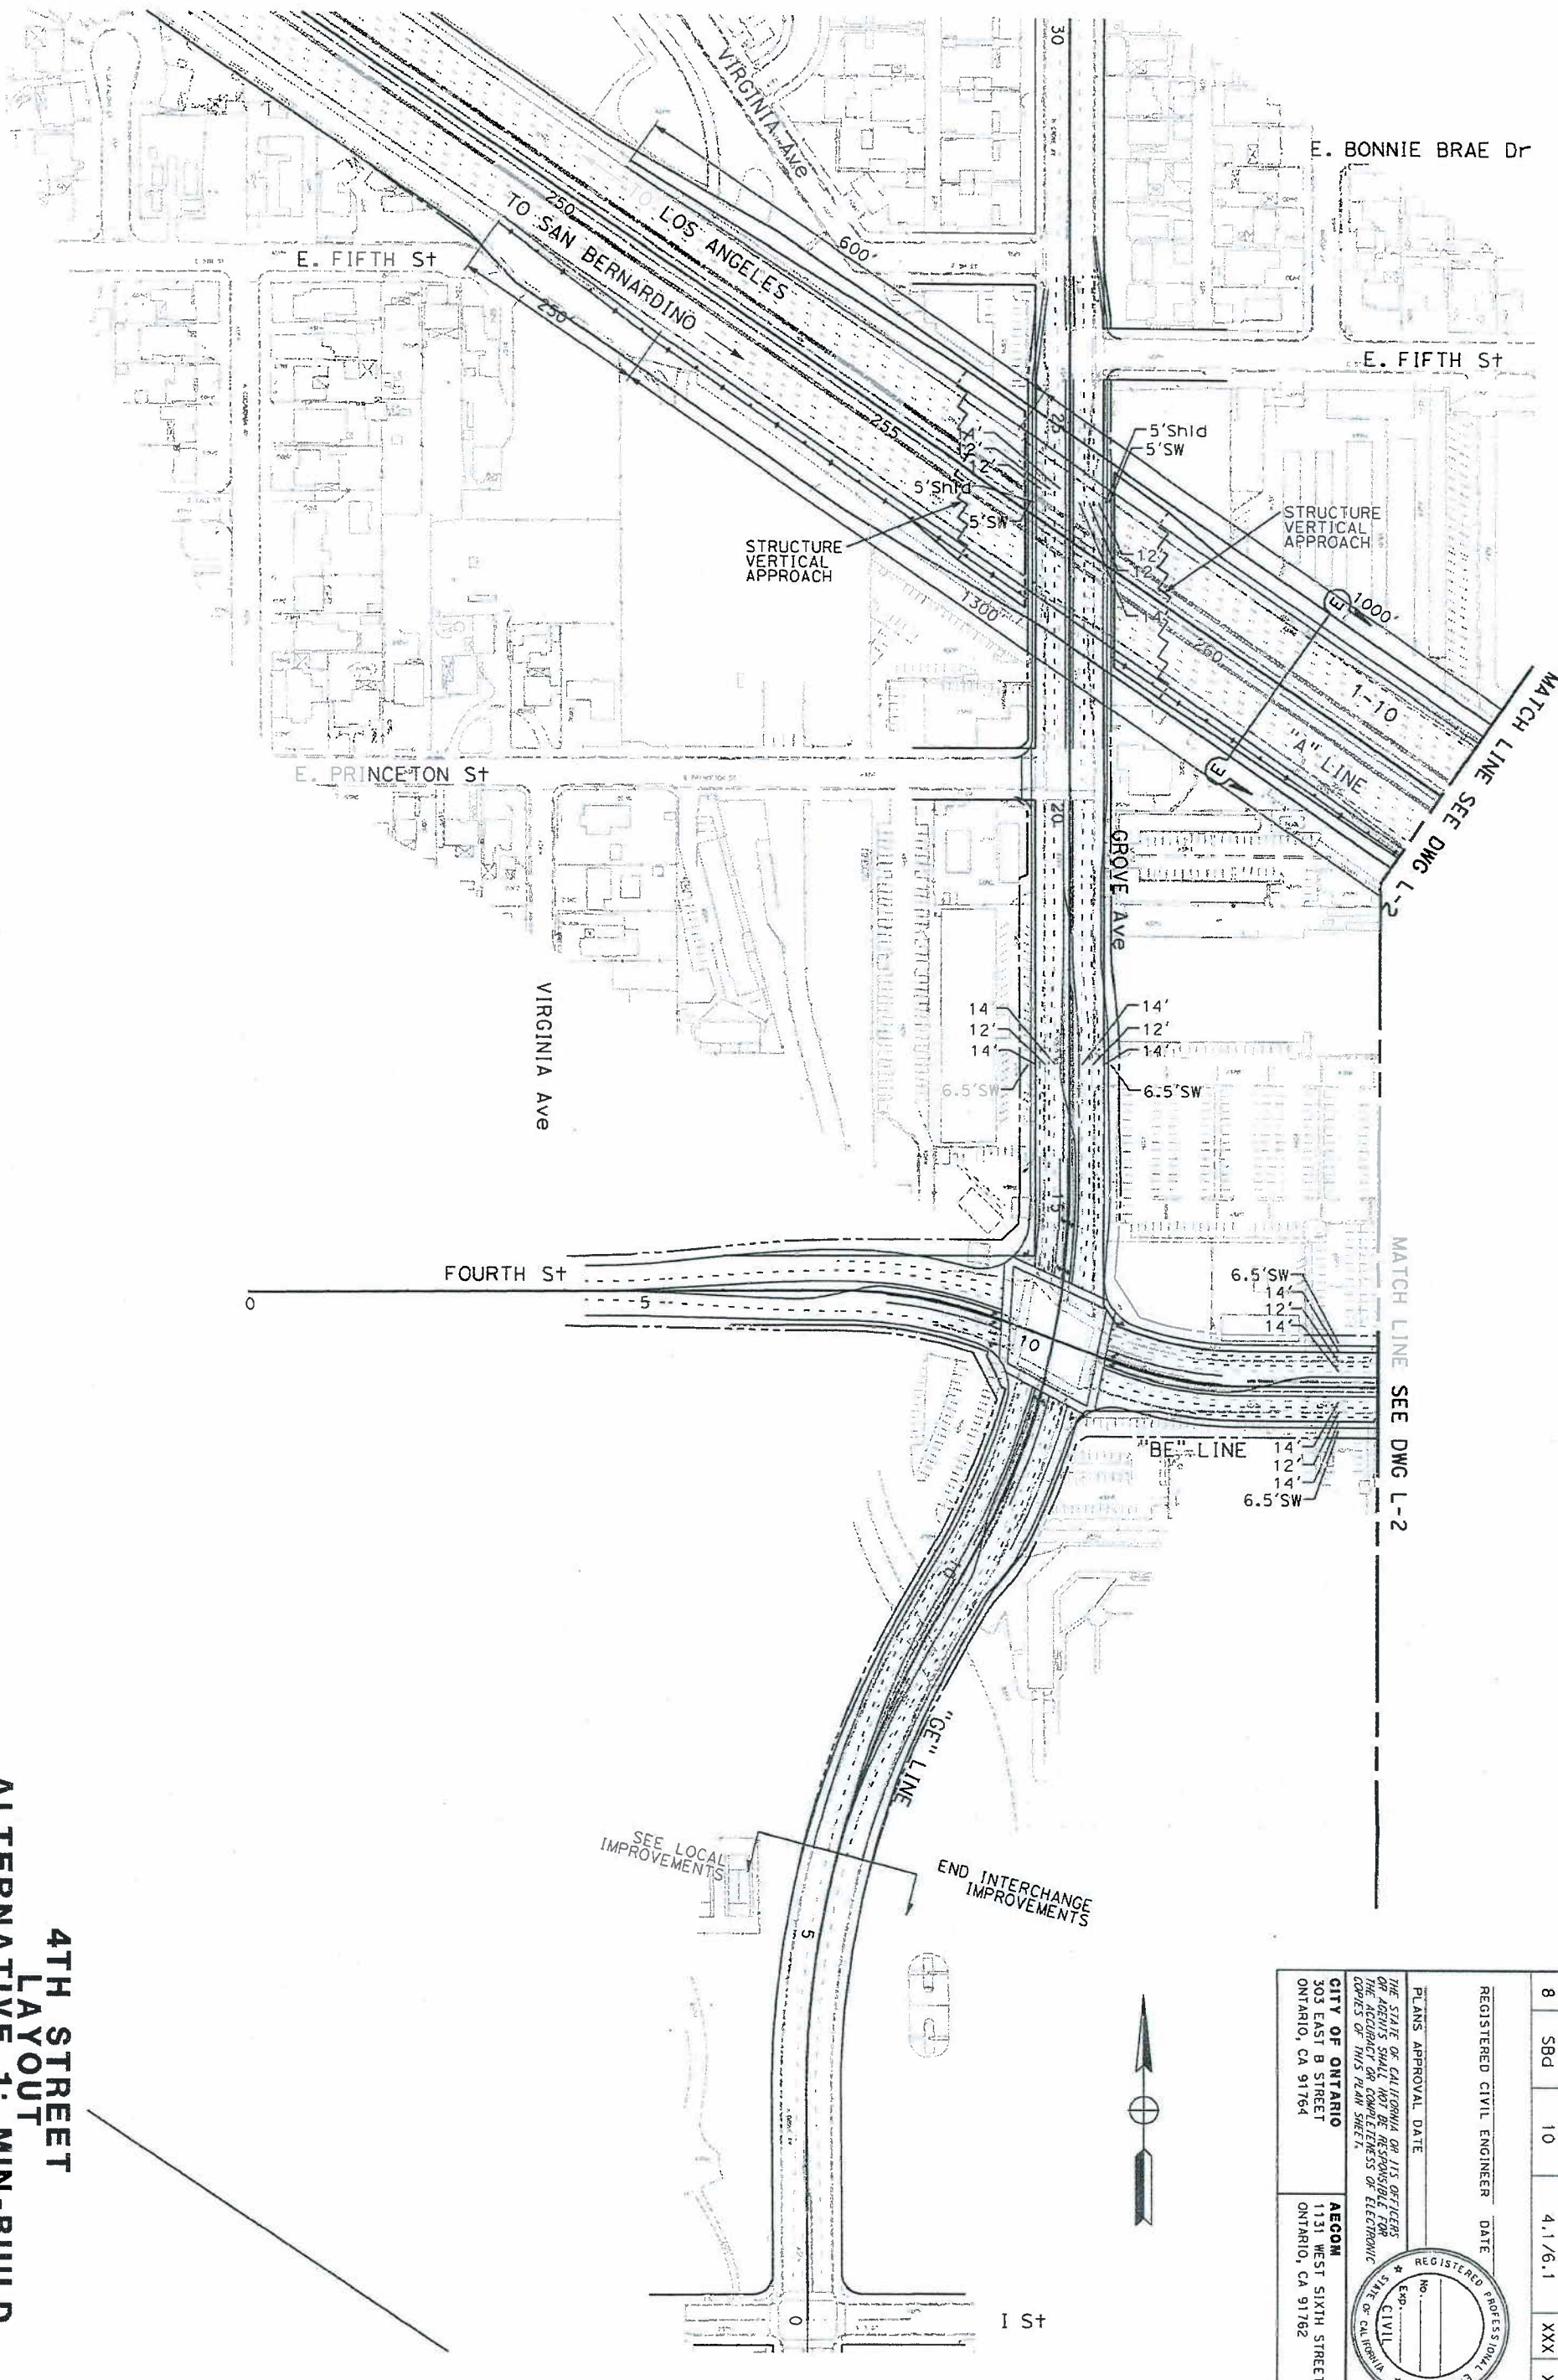 30
VIRGINIA Ave
E. BONNIE BRAE Dr
LOS ANGELES
250
TO SAN BERNARDINO
600'
E. FIFTH St
250'
E. FIFTH St
25
255
5'Shld
5'SW
5'Shld
5'SW
STRUCTURE
VERTICAL
APPROACH
STRUCTURE
VERTICAL
APPROACH
12'
1300'
E
1000'
260
I-10
"A" LINE
E
MATCH LINE SEE DWG L-2
E. PRINCETON St
20
GROVE Ave
VIRGINIA Ave
14'
12'
14'
6.5'SW
14'
12'
14'
6.5'SW
15
FOURTH St
0
5
10
6.5'SW
14'
12'
14'
MATCH LINE SEE DWG L-2
"BE" LINE
14'
12'
14'
6.5'SW
10
"GE" LINE
SEE LOCAL
IMPROVEMENTS
END INTERCHANGE
IMPROVEMENTS
5
0
I St
8 SBd 10 4.1/6.1 XXX
REGISTERED CIVIL ENGINEER DATE
PLANS APPROVAL DATE
THE STATE OF CALIFORNIA OR ITS OFFICERS
OR AGENTS SHALL NOT BE RESPONSIBLE FOR
THE ACCURACY OR COMPLETENESS OF ELECTRONIC
COPIES OF THIS PLAN SHEET.
REGISTERED PROFESSIONAL
No.
Exp.
CIVIL
STATE OF CALIFORNIA
CITY OF ONTARIO
303 EAST B STREET
ONTARIO, CA 91764
AECOM
1131 WEST SIXTH STREET
ONTARIO, CA 91762
4TH STREET
LAYOUT
ALTERNATIVE 1: MIN-BUILD